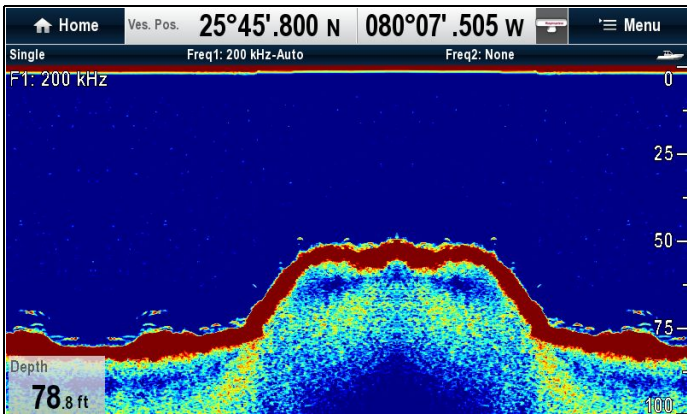 Home Ves. Pos. 25°45'.800 N 080°07'.505 W Menu
Single Freq1: 200 kHz-Auto Freq2: None
F1: 200 kHz
0
25
50
75
Depth
78.8 ft
100